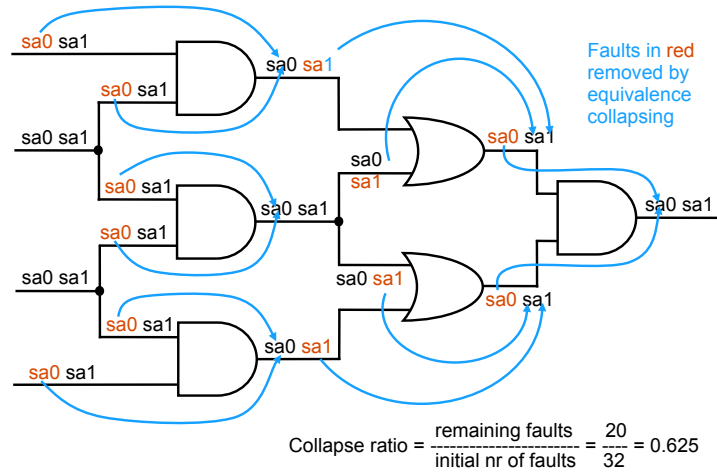 sa0 sa1
sa0 sa1
Faults in red
removed by
equivalence
collapsing
sa0 sa1
sa0 sa1
sa0 sa1
sa0 sa1
sa0
sa1
sa0 sa1
sa0 sa1
sa0 sa1
sa0 sa1
sa0 sa1
sa0 sa1
sa0 sa1
sa0 sa1
sa0 sa1
sa0 sa1
remaining faults 20
Collapse ratio = ---------------------- = ---- = 0.625
initial nr of faults 32